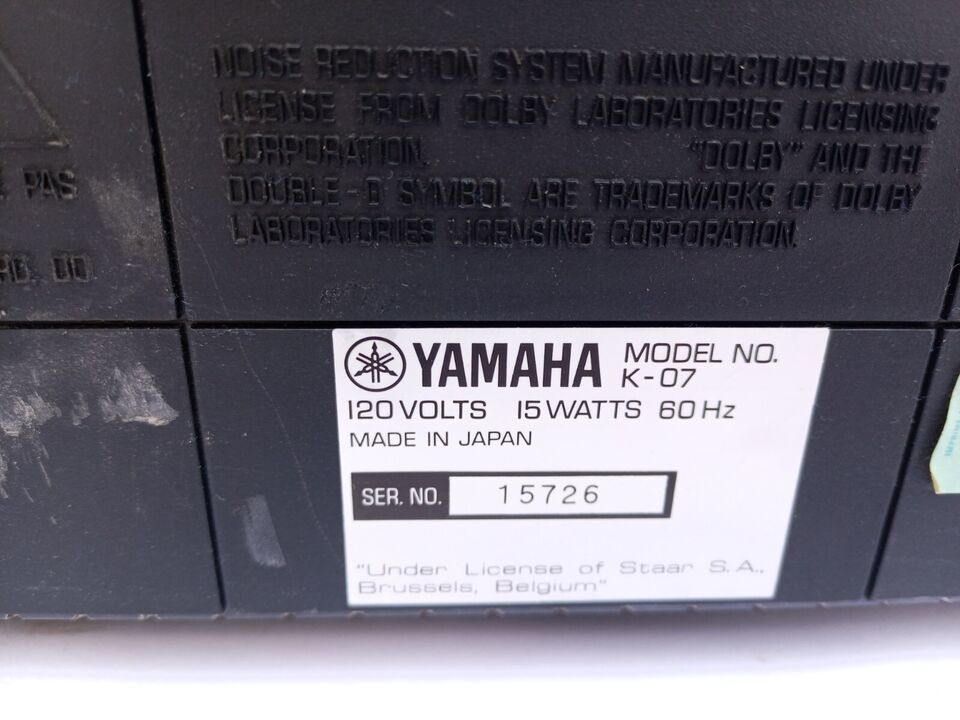 NOISE REDUCTION SYSTEM MANUFACTURED UNDER
LICENSE FROM DOLBY LABORATORIES LICENSING
CORPORATION. "DOLBY" AND THE
DOUBLE-D SYMBOL ARE TRADEMARKS OF DOLBY
LABORATORIES LICENSING CORPORATION.
PAS
DO
YAMAHA MODEL NO.
K-07
120 VOLTS 15 WATTS 60 Hz
MADE IN JAPAN
SER. NO. 15726
"Under License of Staar S.A.,
Brussels, Belgium"